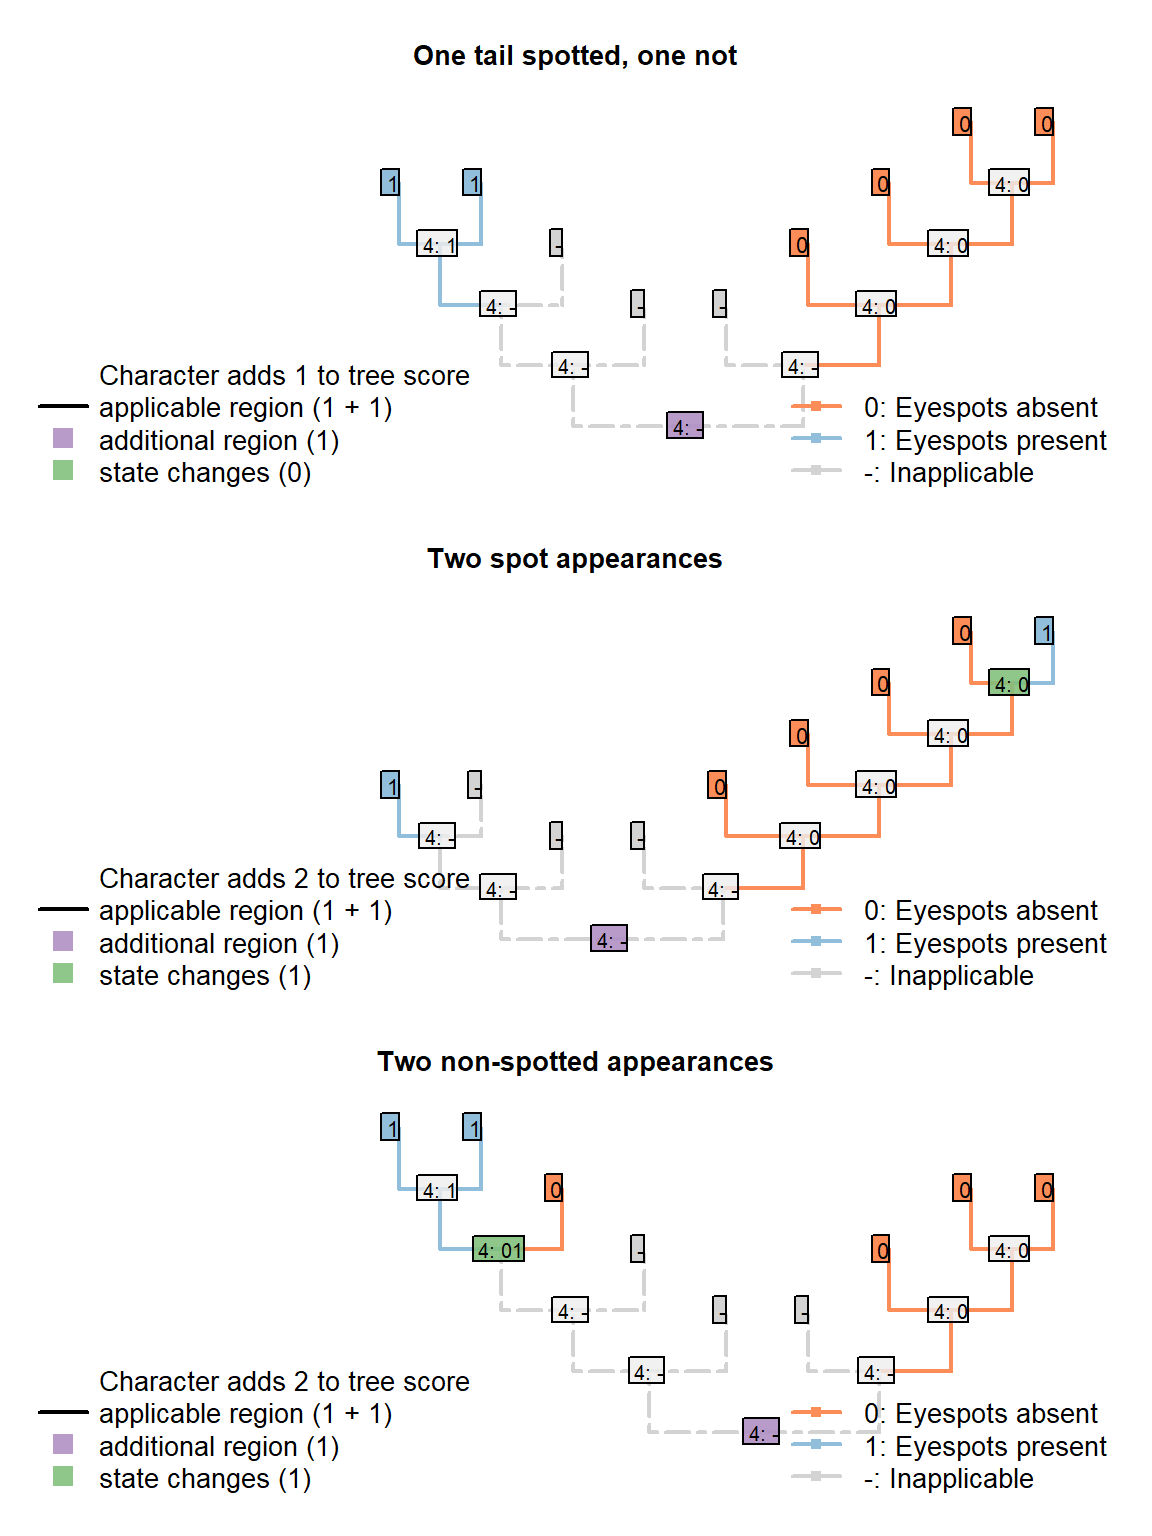 One tail spotted, one not
0 0
1 1 0 4: 0
4: 1 - 0 4: 0
4: - - - 4: 0
4: - 4: -
Character adds 1 to tree score
applicable region (1 + 1) 0: Eyespots absent
4: -
additional region (1) 1: Eyespots present
state changes (0) -: Inapplicable
Two spot appearances
0 1
0 4: 0
0 4: 0
1 - 0 4: 0
4: - - - 4: 0
Character adds 2 to tree score
4: - 4: -
applicable region (1 + 1) 0: Eyespots absent
additional region (1) 4: - 1: Eyespots present
state changes (1) -: Inapplicable
Two non-spotted appearances
1 1
4: 1 0 0 0
4: 01 - 0 4: 0
4: - - - 4: 0
4: - 4: -
Character adds 2 to tree score
applicable region (1 + 1) 0: Eyespots absent
4: -
additional region (1) 1: Eyespots present
state changes (1) -: Inapplicable